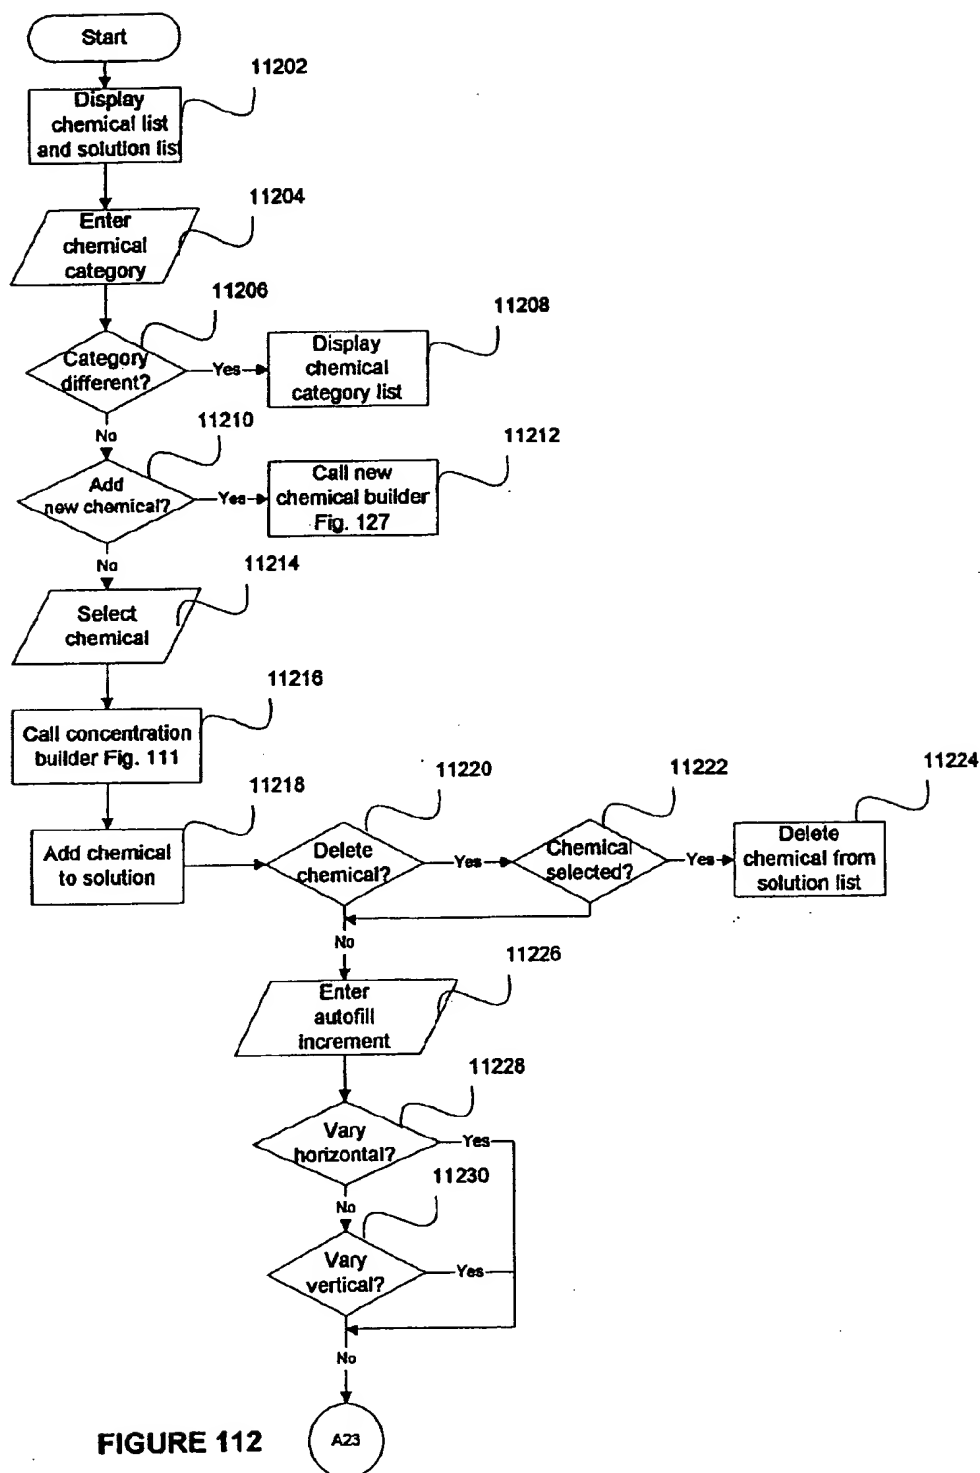 Start
11202
Display
chemical list
and solution list
11204
Enter
chemical
category
11206
Category
different?
Yes
11208
Display
chemical
category list
No
11210
Add
new chemical?
Yes
11212
Call new
chemical builder
Fig. 127
No
11214
Select
chemical
11216
Call concentration
builder Fig. 111
11218
Add chemical
to solution
11220
Delete
chemical?
Yes
11222
Chemical
selected?
Yes
11224
Delete
chemical from
solution list
No
11226
Enter
autofill
increment
11228
Vary
horizontal?
Yes
No
11230
Vary
vertical?
Yes
No
A23
FIGURE 112